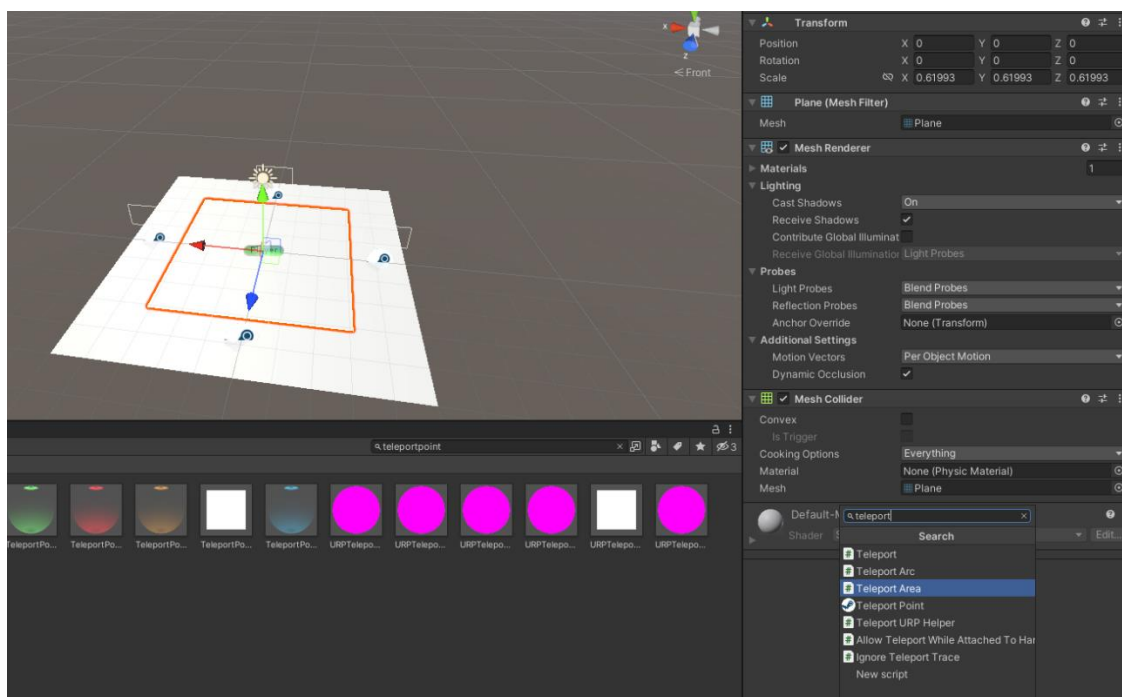 x
z
Front
teleportpoint
3
TeleportPo...
TeleportPo...
TeleportPo...
TeleportPo...
TeleportPo...
URPTelepo...
URPTelepo...
URPTelepo...
URPTelepo...
URPTelepo...
URPTelepo...
Transform
Position X 0 Y 0 Z 0
Rotation X 0 Y 0 Z 0
Scale X 0.61993 Y 0.61993 Z 0.61993
Plane (Mesh Filter)
Mesh Plane
Mesh Renderer
Materials 1
Lighting
Cast Shadows On
Receive Shadows
Contribute Global Illuminat
Receive Global Illumination Light Probes
Probes
Light Probes Blend Probes
Reflection Probes Blend Probes
Anchor Override None (Transform)
Additional Settings
Motion Vectors Per Object Motion
Dynamic Occlusion
Mesh Collider
Convex
Is Trigger
Cooking Options Everything
Material None (Physic Material)
Mesh Plane
Default-M
Shader Edit...
teleport
Search
Teleport
Teleport Arc
Teleport Area
Teleport Point
Teleport URP Helper
Allow Teleport While Attached To Har
Ignore Teleport Trace
New script